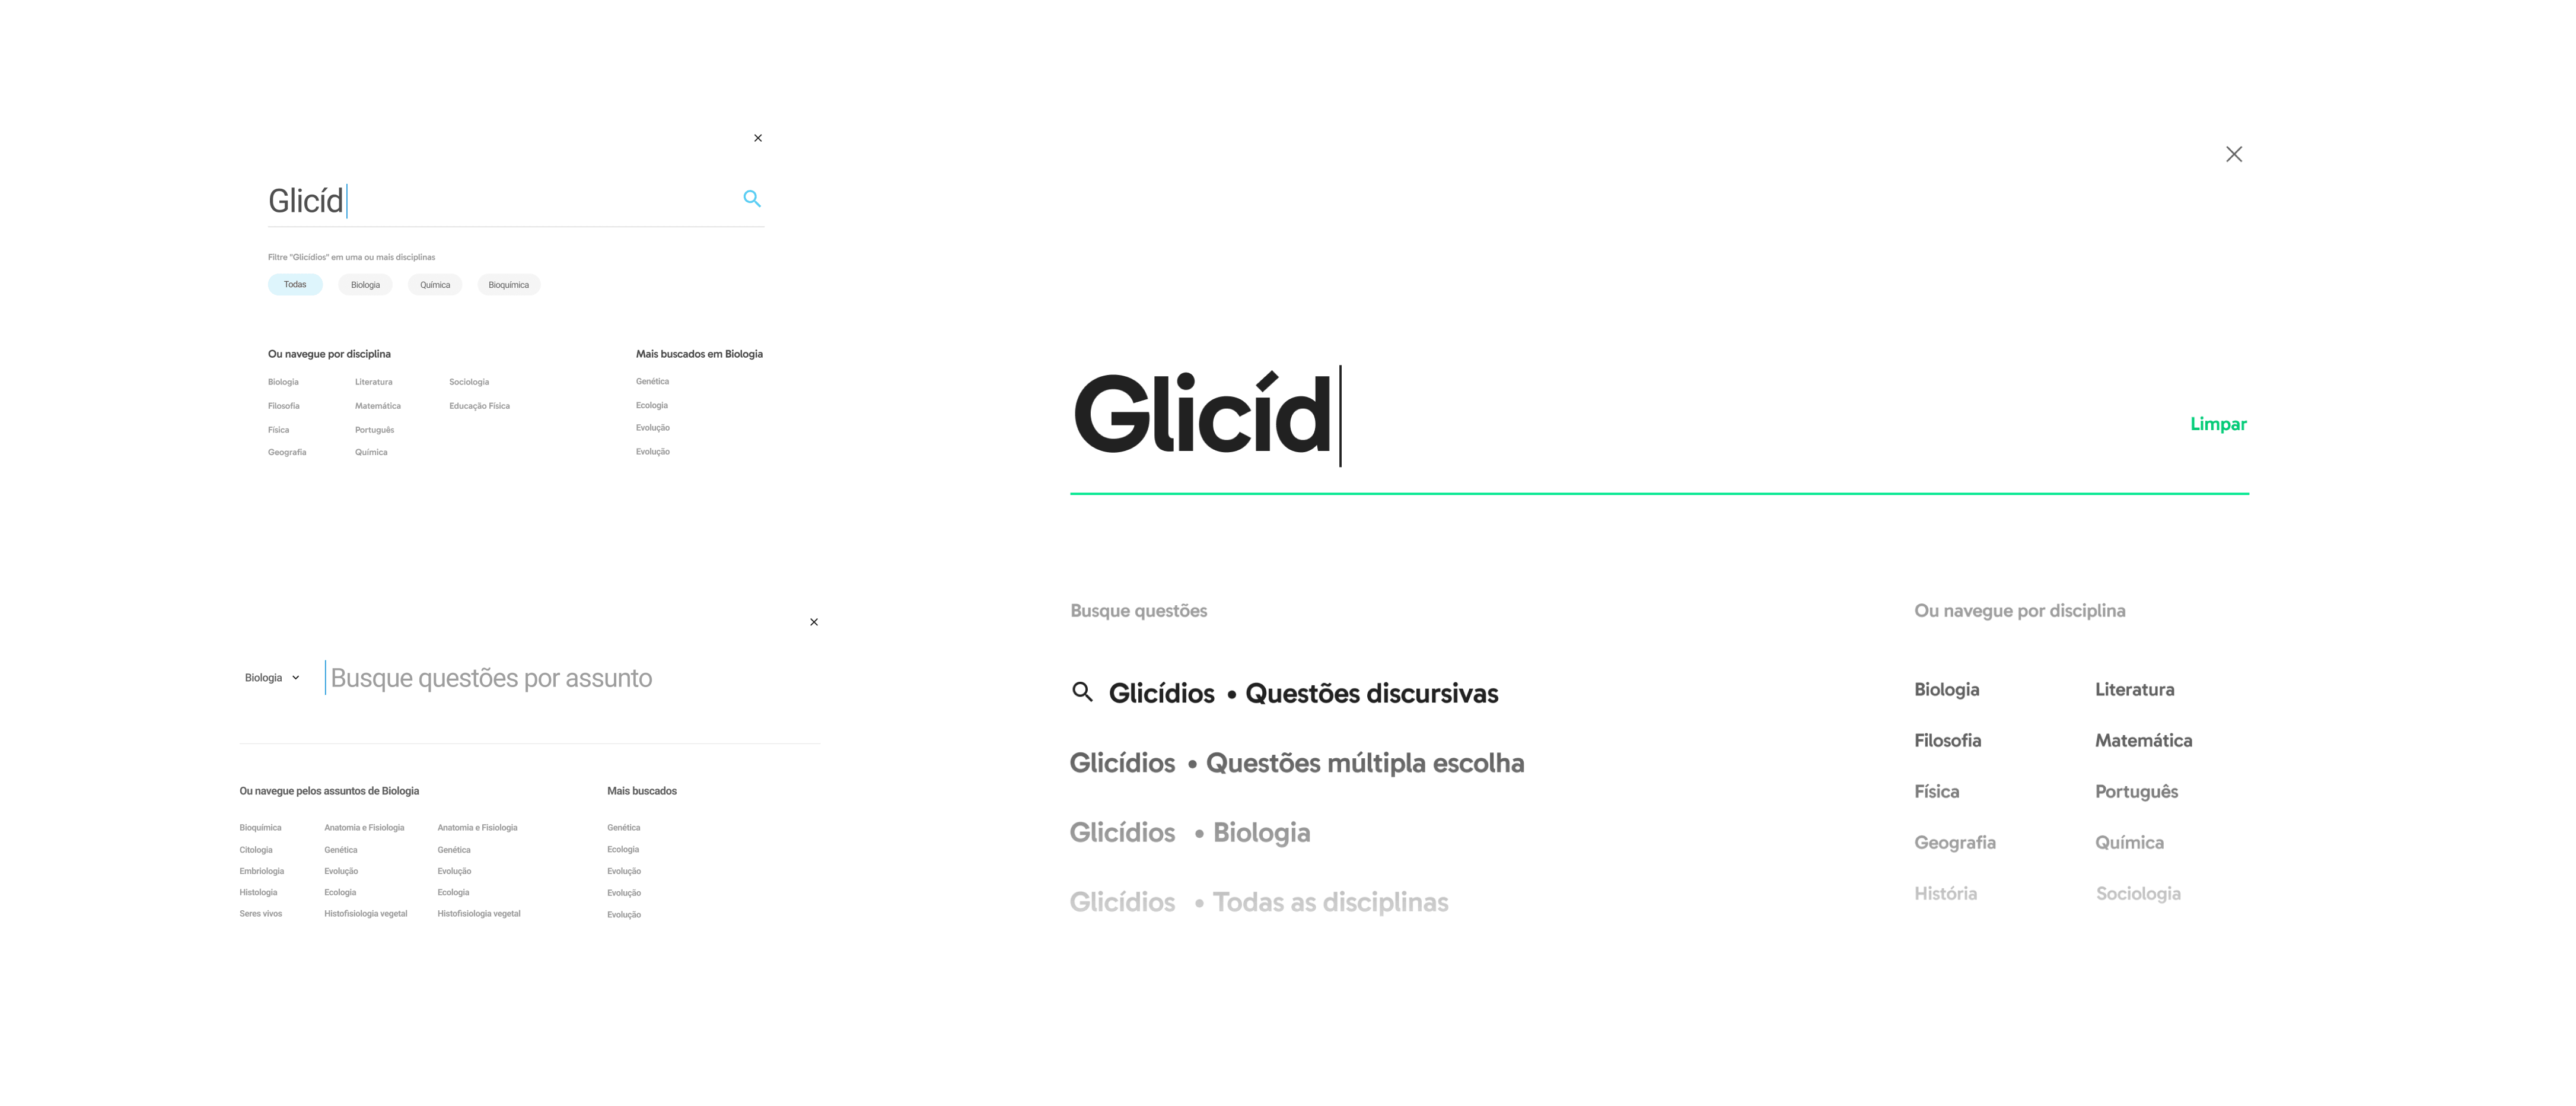 Glicíd
Filtre "Glicídios" em uma ou mais disciplinas
Todas Biologia Química Bioquímica
Ou navegue por disciplina
Biologia Literatura Sociologia
Filosofia Matemática Educação Física
Física Português
Geografia Química
Mais buscados em Biologia
Genética
Ecologia
Evolução
Evolução
Biologia Busque questões por assunto
Ou navegue pelos assuntos de Biologia
Bioquímica Anatomia e Fisiologia Anatomia e Fisiologia
Citologia Genética Genética
Embriologia Evolução Evolução
Histologia Ecologia Ecologia
Seres vivos Histofisiologia vegetal Histofisiologia vegetal
Mais buscados
Genética
Ecologia
Evolução
Evolução
Evolução
Glicíd
Limpar
Busque questões
Glicídios • Questões discursivas
Glicídios • Questões múltipla escolha
Glicídios • Biologia
Glicídios • Todas as disciplinas
Ou navegue por disciplina
Biologia Literatura
Filosofia Matemática
Física Português
Geografia Química
História Sociologia